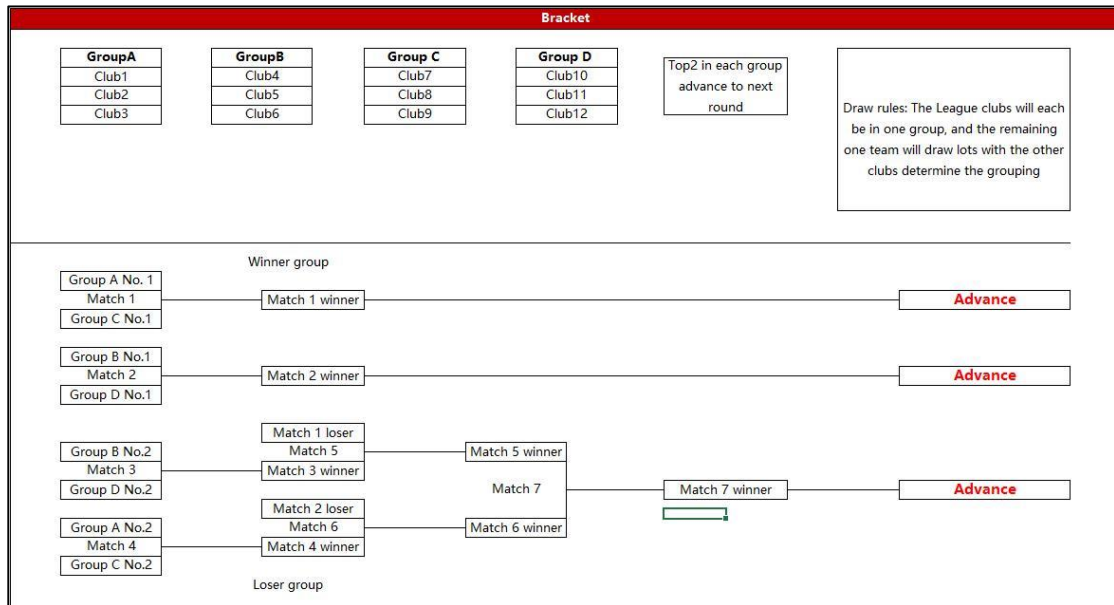 Bracket
GroupA
Club1
Club2
Club3
GroupB
Club4
Club5
Club6
Group C
Club7
Club8
Club9
Group D
Club10
Club11
Club12
Top2 in each group
advance to next
round
Draw rules: The League clubs will each
be in one group, and the remaining
one team will draw lots with the other
clubs determine the grouping
Winner group
Group A No. 1
Match 1
Group C No.1
Match 1 winner
Advance
Group B No.1
Match 2
Group D No.1
Match 2 winner
Advance
Group B No.2
Match 3
Group D No.2
Match 1 loser
Match 5
Match 3 winner
Match 5 winner
Group A No.2
Match 4
Group C No.2
Match 2 loser
Match 6
Match 4 winner
Match 6 winner
Match 7
Match 7 winner
Advance
Loser group